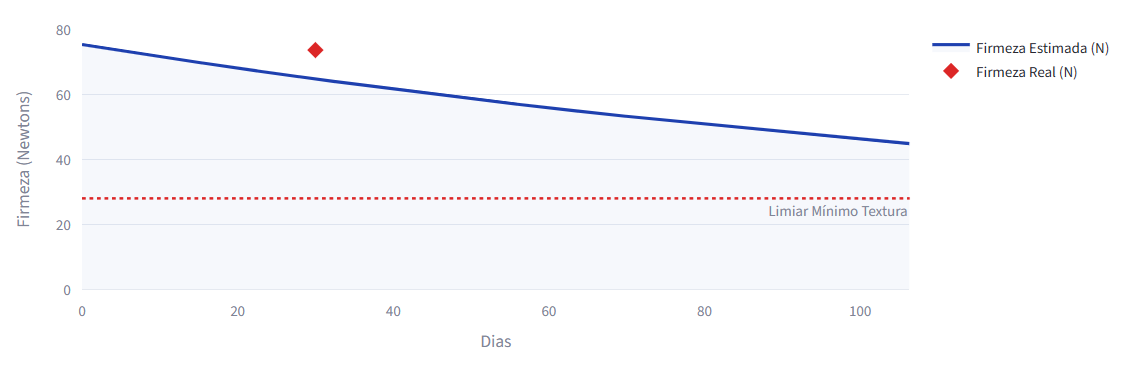 80
60
40
20
0
Firmeza (Newtons)
Limiar Mínimo Textura
0 20 40 60 80 100
Dias
Firmeza Estimada (N)
Firmeza Real (N)